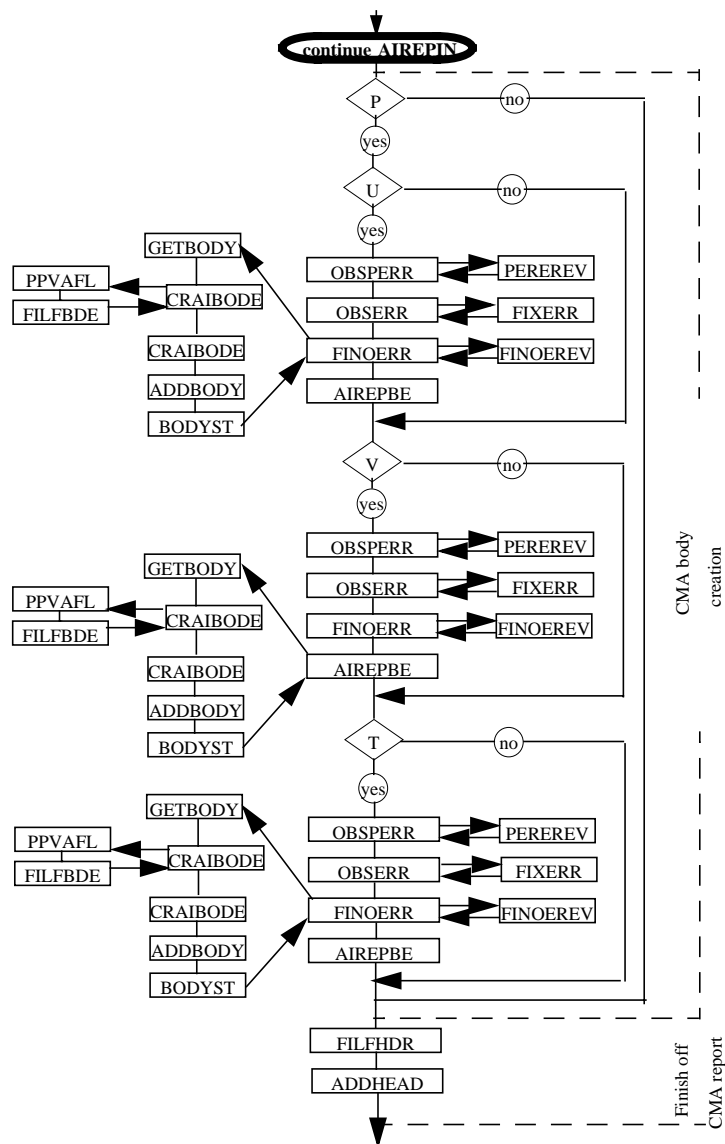 continue AIREPIN
P
no
yes
U
no
yes
GETBODY
OBSPERR
PEREREV
PPVAFL
CRAIBODE
FILFBDE
OBSERR
FIXERR
CRAIBODE
FINOERR
FINOEREV
ADDBODY
AIREPBE
BODYST
V
no
yes
OBSPERR
PEREREV
GETBODY
OBSERR
FIXERR
PPVAFL
CRAIBODE
FILFBDE
FINOERR
FINOEREV
CRAIBODE
AIREPBE
ADDBODY
BODYST
CMA body
creation
T
no
yes
GETBODY
OBSPERR
PEREREV
PPVAFL
CRAIBODE
FILFBDE
OBSERR
FIXERR
CRAIBODE
FINOERR
FINOEREV
ADDBODY
AIREPBE
BODYST
FILFHDR
ADDHEAD
Finish off
CMA report